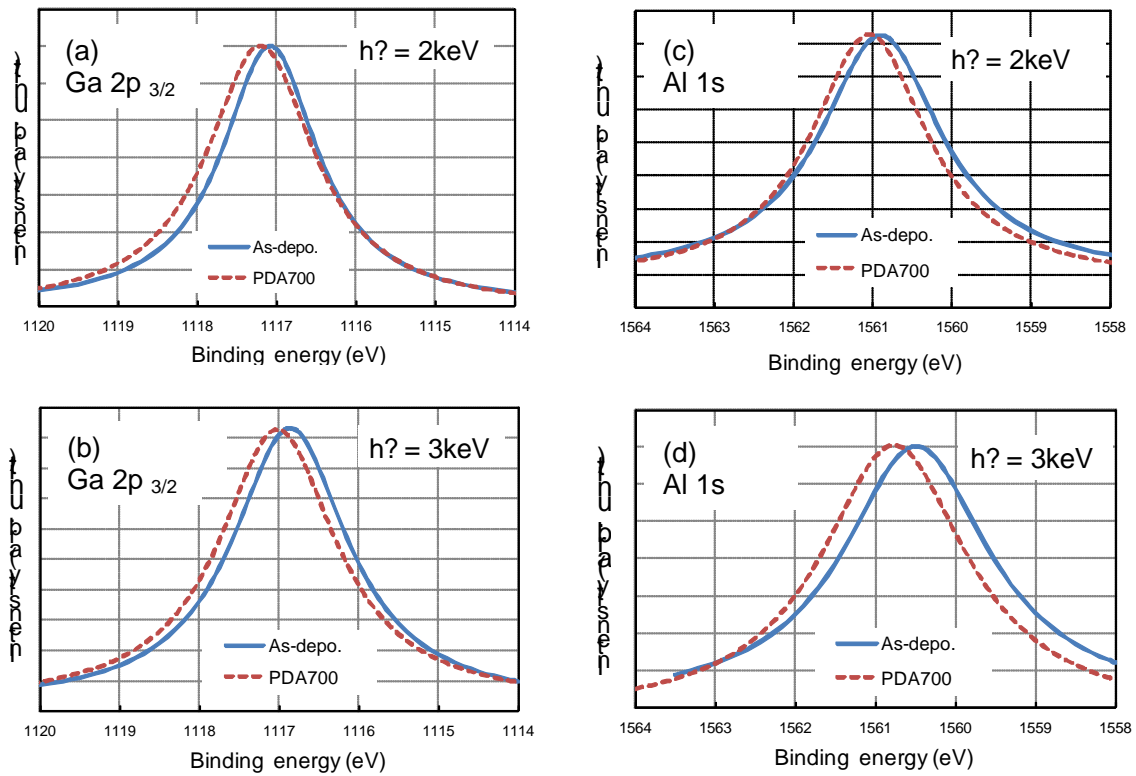 (a)
Ga 2p 3/2
h? = 2keV
As-depo.
PDA700
1120 1119 1118 1117 1116 1115 1114
Binding energy (eV)
(c)
Al 1s
h? = 2keV
As-depo.
PDA700
1564 1563 1562 1561 1560 1559 1558
Binding energy (eV)
(b)
Ga 2p 3/2
h? = 3keV
As-depo.
PDA700
1120 1119 1118 1117 1116 1115 1114
Binding energy (eV)
(d)
Al 1s
h? = 3keV
As-depo.
PDA700
1564 1563 1562 1561 1560 1559 1558
Binding energy (eV)